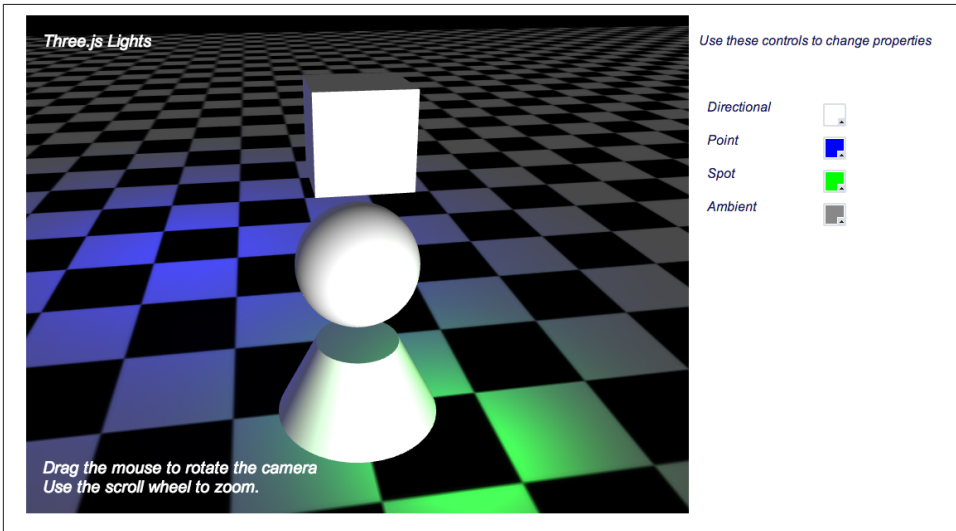 Three.js Lights
Use these controls to change properties
Directional
Point
Spot
Ambient
Drag the mouse to rotate the camera
Use the scroll wheel to zoom.